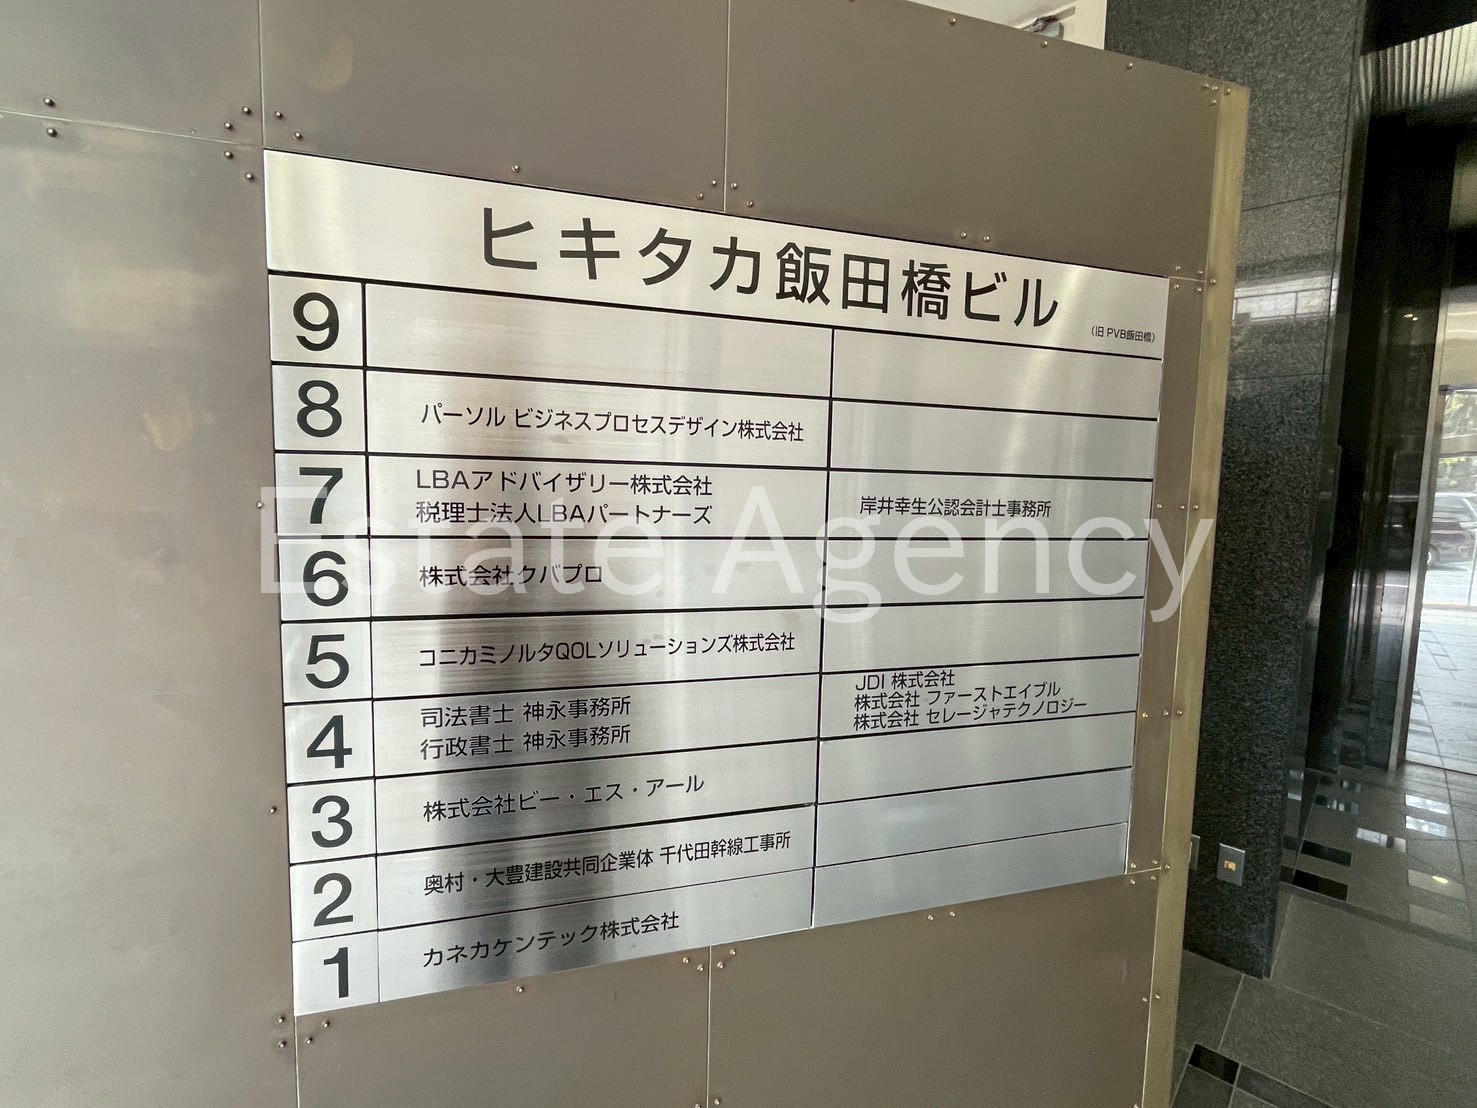 ヒキタカ飯田橋ビル
(旧 PVB飯田橋)
9
8
パーソル ビジネスプロセスデザイン株式会社
7
LBAアドバイザリー株式会社
税理士法人LBAパートナーズ
岸井幸生公認会計士事務所
6
株式会社クバプロ
5
コニカミノルタQOLソリューションズ株式会社
4
司法書士 神永事務所
行政書士 神永事務所
JDI 株式会社
株式会社 ファーストエイブル
株式会社 セレージャテクノロジー
3
株式会社ビー・エス・アール
2
奥村・大豊建設共同企業体 千代田幹線工事所
1
カネカケンテック株式会社
Estate Agency